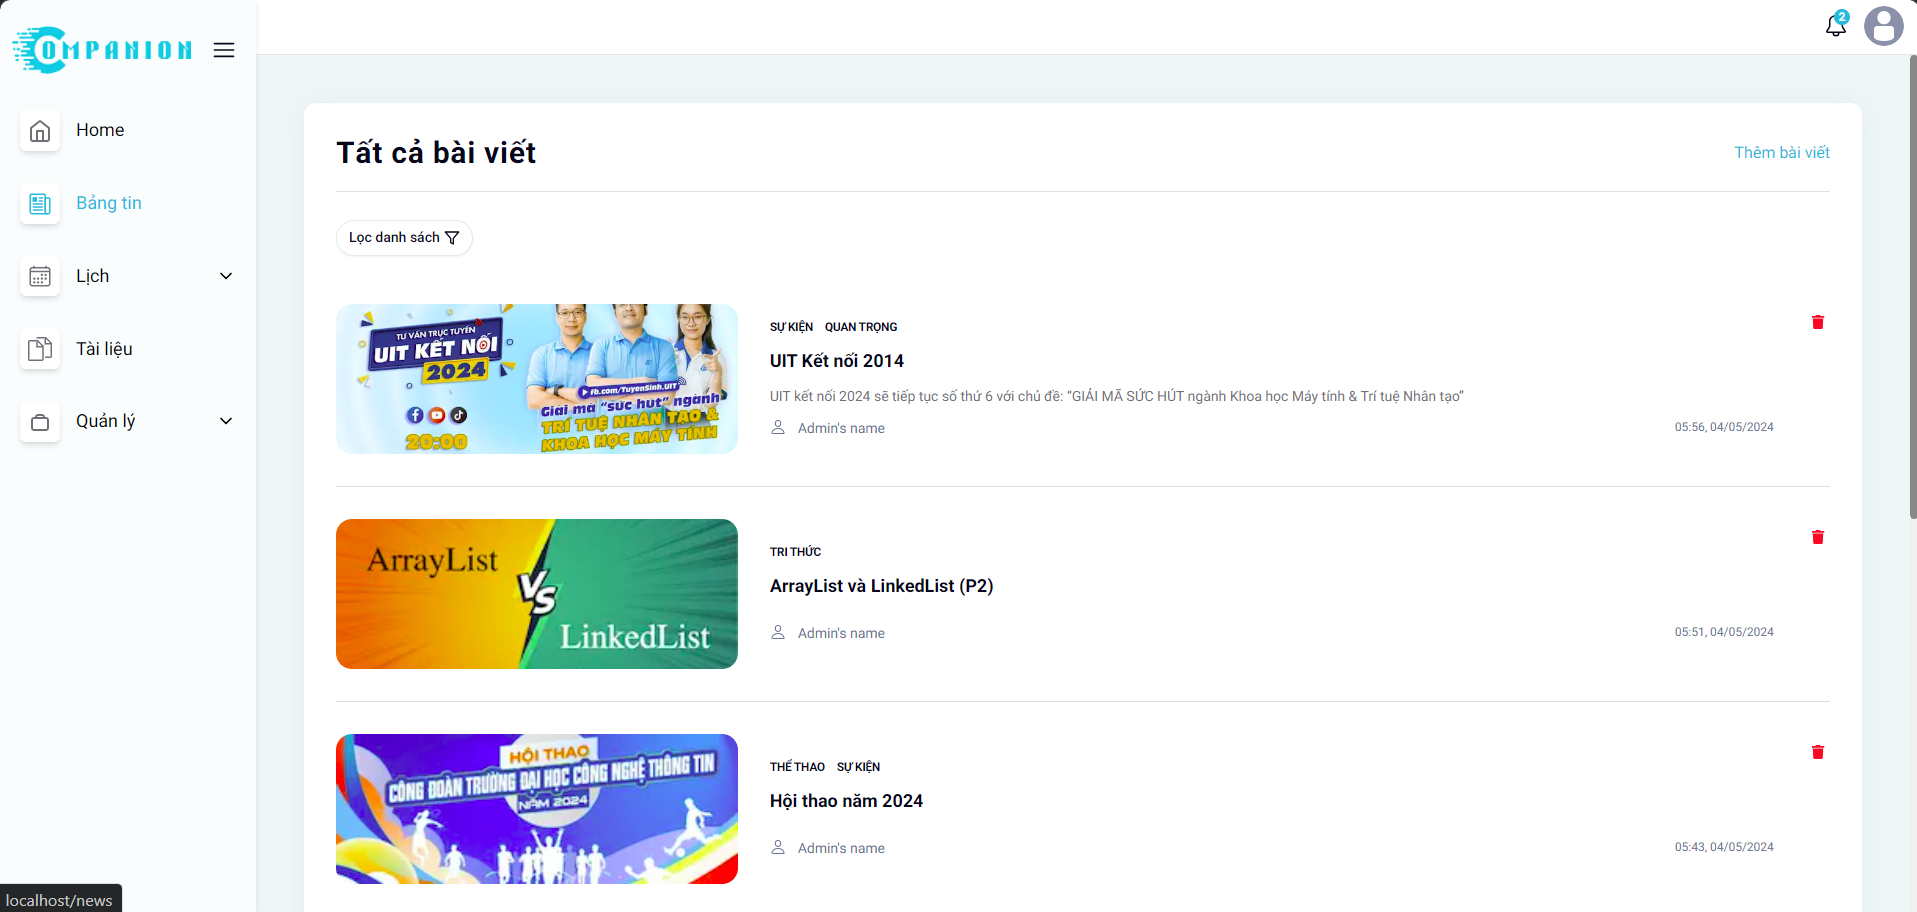 COMPANION
2
Home
Bảng tin
Lịch
Tài liệu
Quản lý
Tất cả bài viết
Thêm bài viết
Lọc danh sách
TƯ VẤN TRỰC TUYẾN
UIT KẾT NỐI
2024
Fb.com/TuyenSinh.UIT
Giải mã “sức hút” ngành
TRÍ TUỆ NHÂN TẠO &
KHOA HỌC MÁY TÍNH
20:00
SỰ KIỆN QUAN TRỌNG
UIT Kết nối 2014
UIT kết nối 2024 sẽ tiếp tục số thứ 6 với chủ đề: “GIẢI MÃ SỨC HÚT ngành Khoa học Máy tính & Trí tuệ Nhân tạo”
Admin's name
05:56, 04/05/2024
ArrayList
VS
LinkedList
TRI THỨC
ArrayList và LinkedList (P2)
Admin's name
05:51, 04/05/2024
HỘI THAO
CÔNG ĐOÀN TRƯỜNG ĐẠI HỌC CÔNG NGHỆ THÔNG TIN
NĂM 2024
THỂ THAO SỰ KIỆN
Hội thao năm 2024
Admin's name
05:43, 04/05/2024
localhost/news